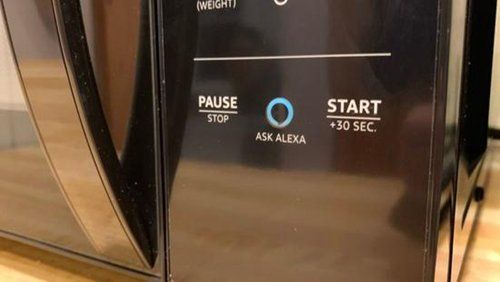 (WEIGHT)
PAUSE
STOP
ASK ALEXA
START
+30 SEC.